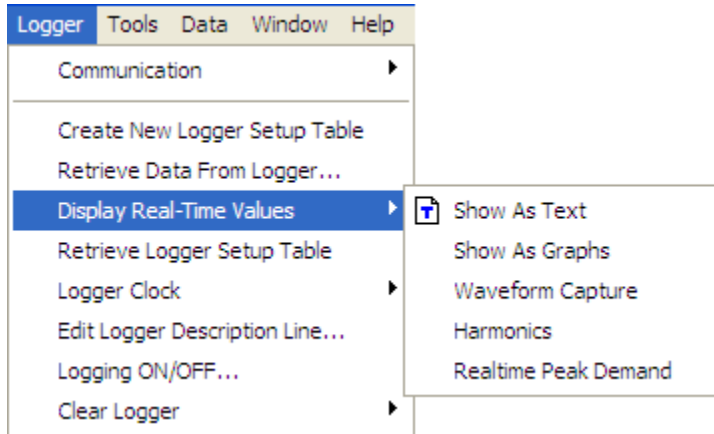 Logger Tools Data Window Help
Communication
Create New Logger Setup Table
Retrieve Data From Logger...
Display Real-Time Values
Retrieve Logger Setup Table
Logger Clock
Edit Logger Description Line...
Logging ON/OFF...
Clear Logger
T Show As Text
Show As Graphs
Waveform Capture
Harmonics
Realtime Peak Demand